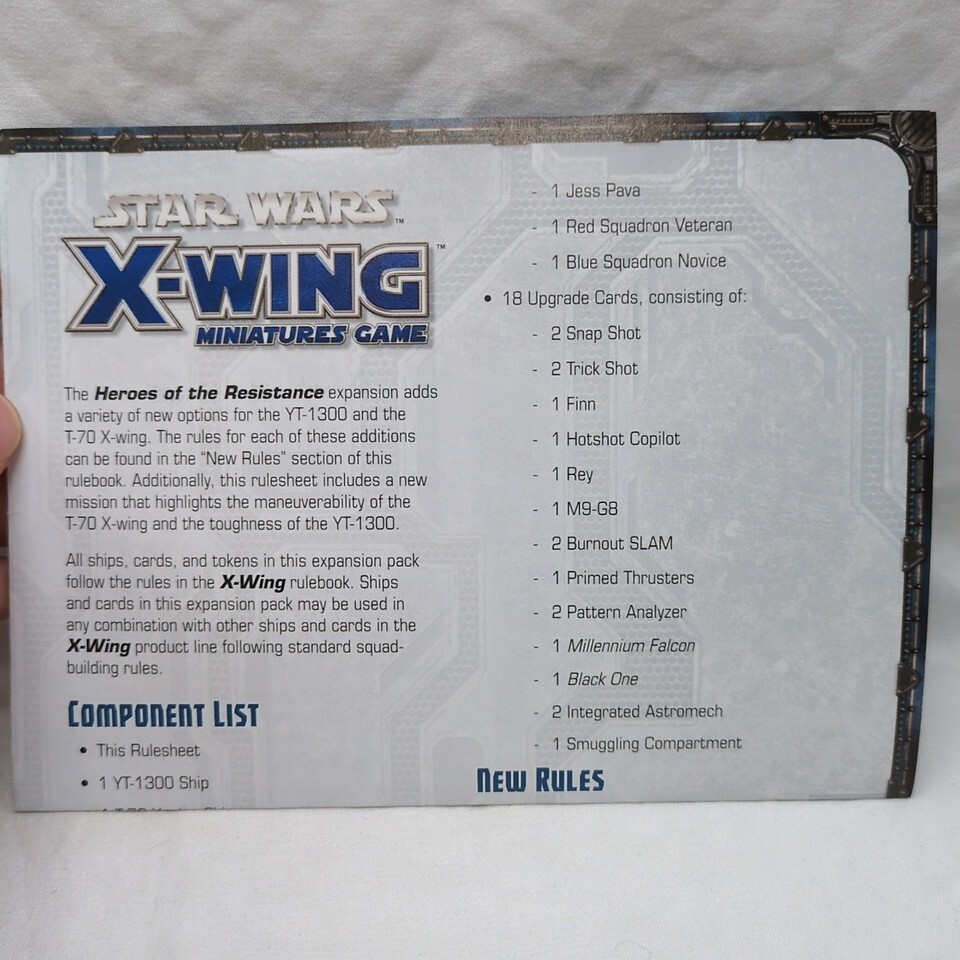 STAR WARS™
X-WING™
MINIATURES GAME
The Heroes of the Resistance expansion adds
a variety of new options for the YT-1300 and the
T-70 X-wing. The rules for each of these additions
can be found in the “New Rules” section of this
rulebook. Additionally, this rulesheet includes a new
mission that highlights the maneuverability of the
T-70 X-wing and the toughness of the YT-1300.
All ships, cards, and tokens in this expansion pack
follow the rules in the X-Wing rulebook. Ships
and cards in this expansion pack may be used in
any combination with other ships and cards in the
X-Wing product line following standard squad-
building rules.
COMPONENT LIST
• This Rulesheet
• 1 YT-1300 Ship
- 1 Jess Pava
- 1 Red Squadron Veteran
- 1 Blue Squadron Novice
• 18 Upgrade Cards, consisting of:
- 2 Snap Shot
- 2 Trick Shot
- 1 Finn
- 1 Hotshot Copilot
- 1 Rey
- 1 M9-G8
- 2 Burnout SLAM
- 1 Primed Thrusters
- 2 Pattern Analyzer
- 1 Millennium Falcon
- 1 Black One
- 2 Integrated Astromech
- 1 Smuggling Compartment
NEW RULES